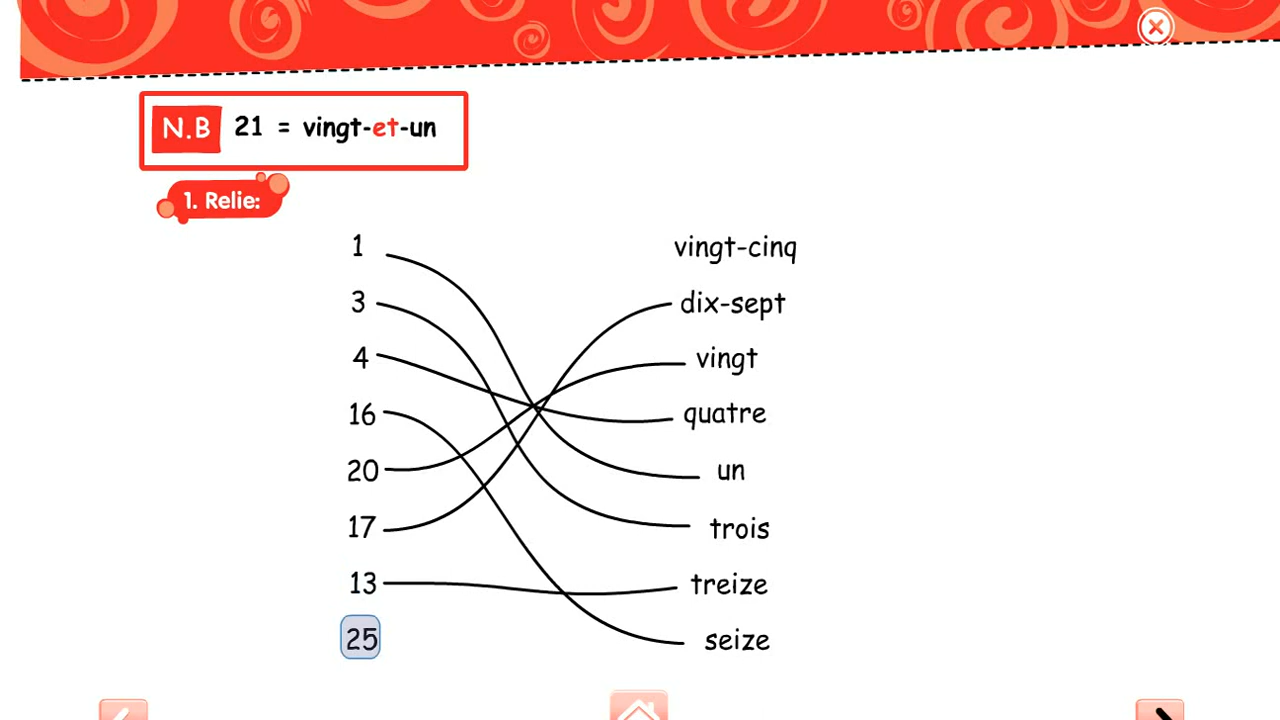 N.B 21 = vingt-et-un
1. Relie:
1 vingt-cinq
3 dix-sept
4 vingt
16 quatre
20 un
17 trois
13 treize
25 seize